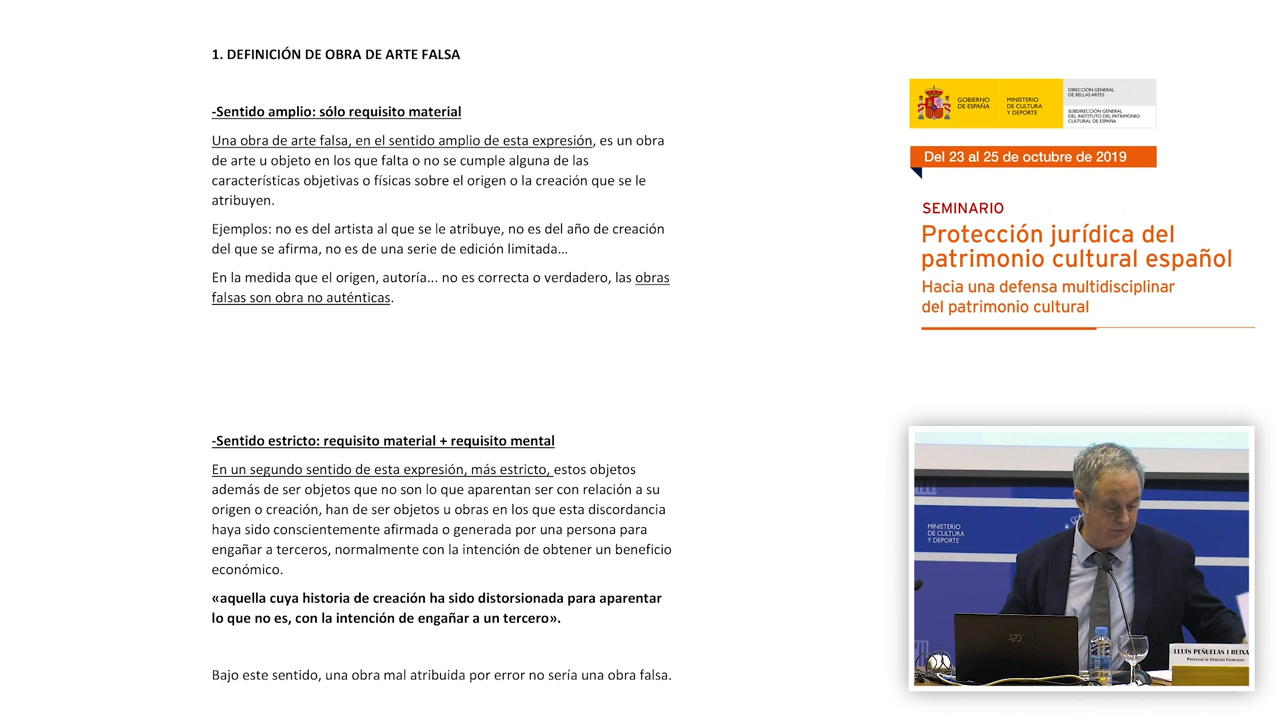 1. DEFINICIÓN DE OBRA DE ARTE FALSA
-Sentido amplio: sólo requisito material
Una obra de arte falsa, en el sentido amplio de esta expresión, es un obra
de arte u objeto en los que falta o no se cumple alguna de las
características objetivas o físicas sobre el origen o la creación que se le
atribuyen.
Ejemplos: no es del artista al que se le atribuye, no es del año de creación
del que se afirma, no es de una serie de edición limitada...
En la medida que el origen, autoría... no es correcta o verdadero, las obras
falsas son obra no auténticas.
-Sentido estricto: requisito material + requisito mental
En un segundo sentido de esta expresión, más estricto, estos objetos
además de ser objetos que no son lo que aparentan ser con relación a su
origen o creación, han de ser objetos u obras en los que esta discordancia
haya sido conscientemente afirmada o generada por una persona para
engañar a terceros, normalmente con la intención de obtener un beneficio
económico.
«aquella cuya historia de creación ha sido distorsionada para aparentar
lo que no es, con la intención de engañar a un tercero».
Bajo este sentido, una obra mal atribuida por error no sería una obra falsa.
GOBIERNO
DE ESPAÑA
MINISTERIO
DE CULTURA
Y DEPORTE
DIRECCIÓN GENERAL
DE BELLAS ARTES
SUBDIRECCIÓN GENERAL
DEL INSTITUTO DEL PATRIMONIO
CULTURAL DE ESPAÑA
Del 23 al 25 de octubre de 2019
SEMINARIO
Protección jurídica del
patrimonio cultural español
Hacia una defensa multidisciplinar
del patrimonio cultural
MINISTERIO
DE CULTURA
Y DEPORTE
LLUÍS PEÑUELAS I REIXA